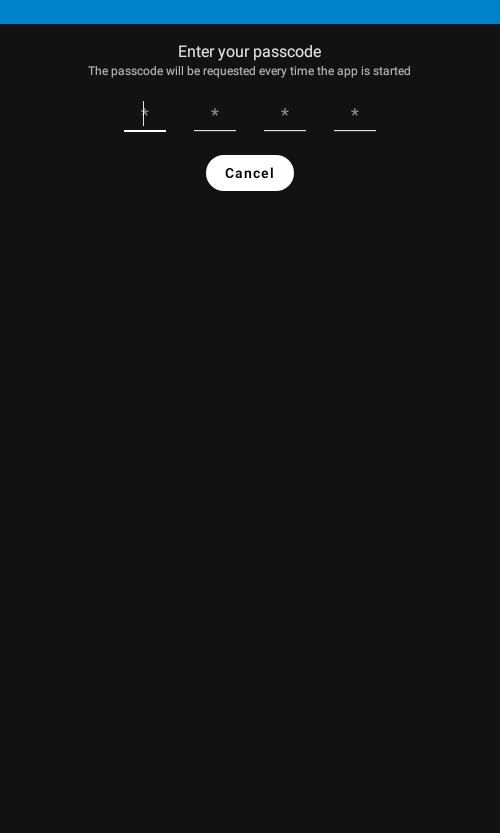 Enter your passcode
The passcode will be requested every time the app is started
* * * *
Cancel